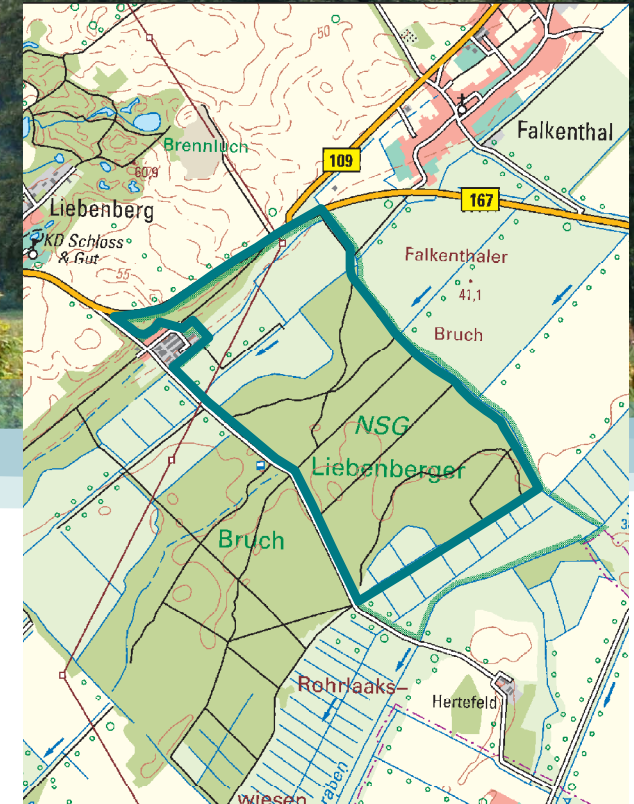 50
Brennluch
109
Falkenthal
60,9
Liebenberg
167
KD Schloss
& Gut
Falkenthaler
55
41,1
Bruch
NSG
Liebenberger
Bruch
Rohrlaaks–
Hertefeld
wiesen